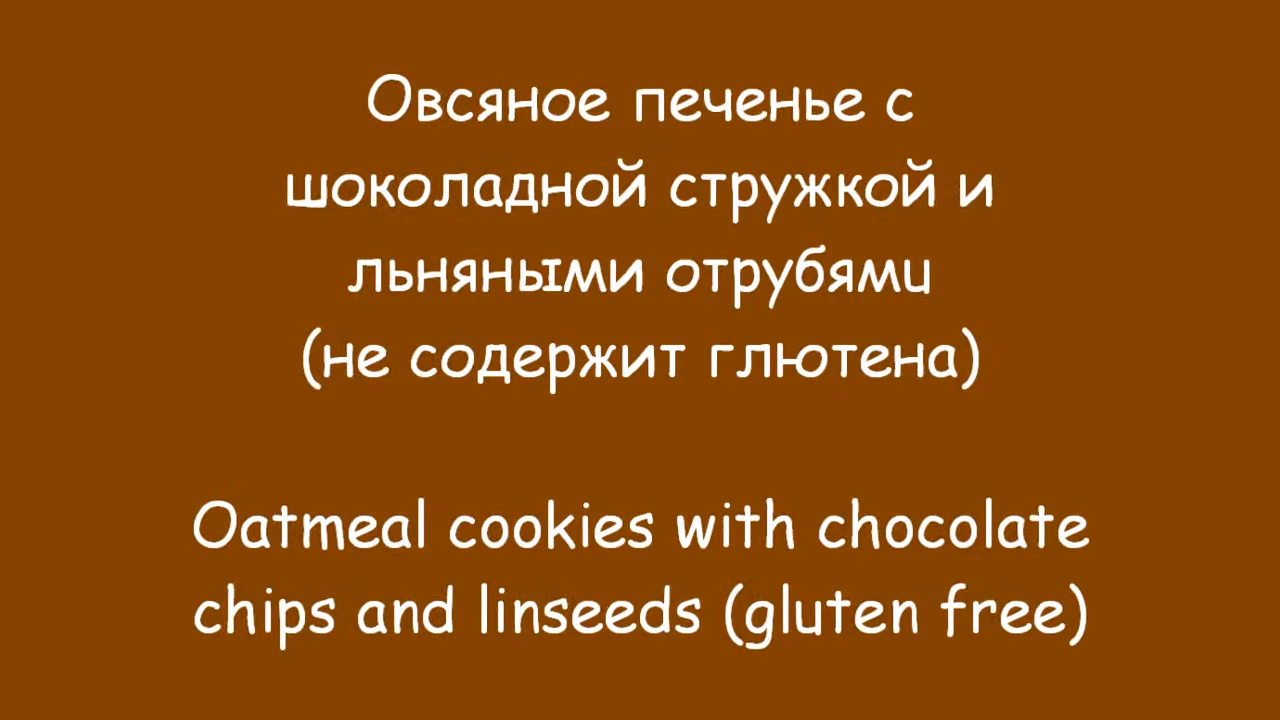 Овсяное печенье с
шоколадной стружкой и
льняными отрубями
(не содержит глютена)
Oatmeal cookies with chocolate
chips and linseeds (gluten free)